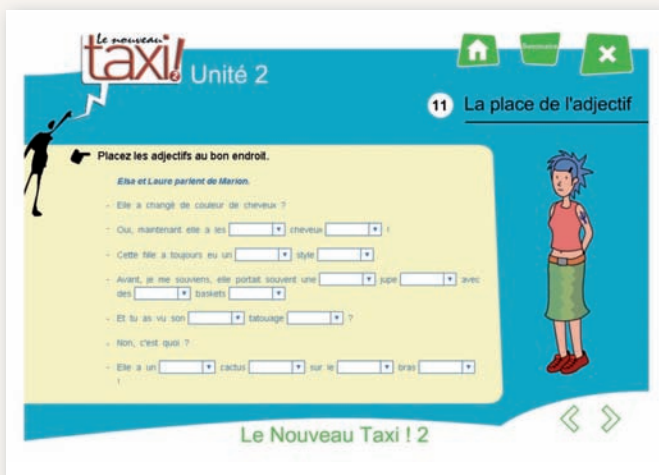 Le nouveau
taxi! 2
Unité 2
Sommaire
11 La place de l'adjectif
Placez les adjectifs au bon endroit.
Elsa et Laure parlent de Marion.
- Elle a changé de couleur de cheveux ?
- Oui, maintenant elle a les cheveux !
- Cette fille a toujours eu un style
- Avant, je me souviens, elle portait souvent une jupe avec
des baskets
- Et tu as vu son tatouage ?
- Non, c'est quoi ?
- Elle a un cactus sur le bras
!
Le Nouveau Taxi ! 2